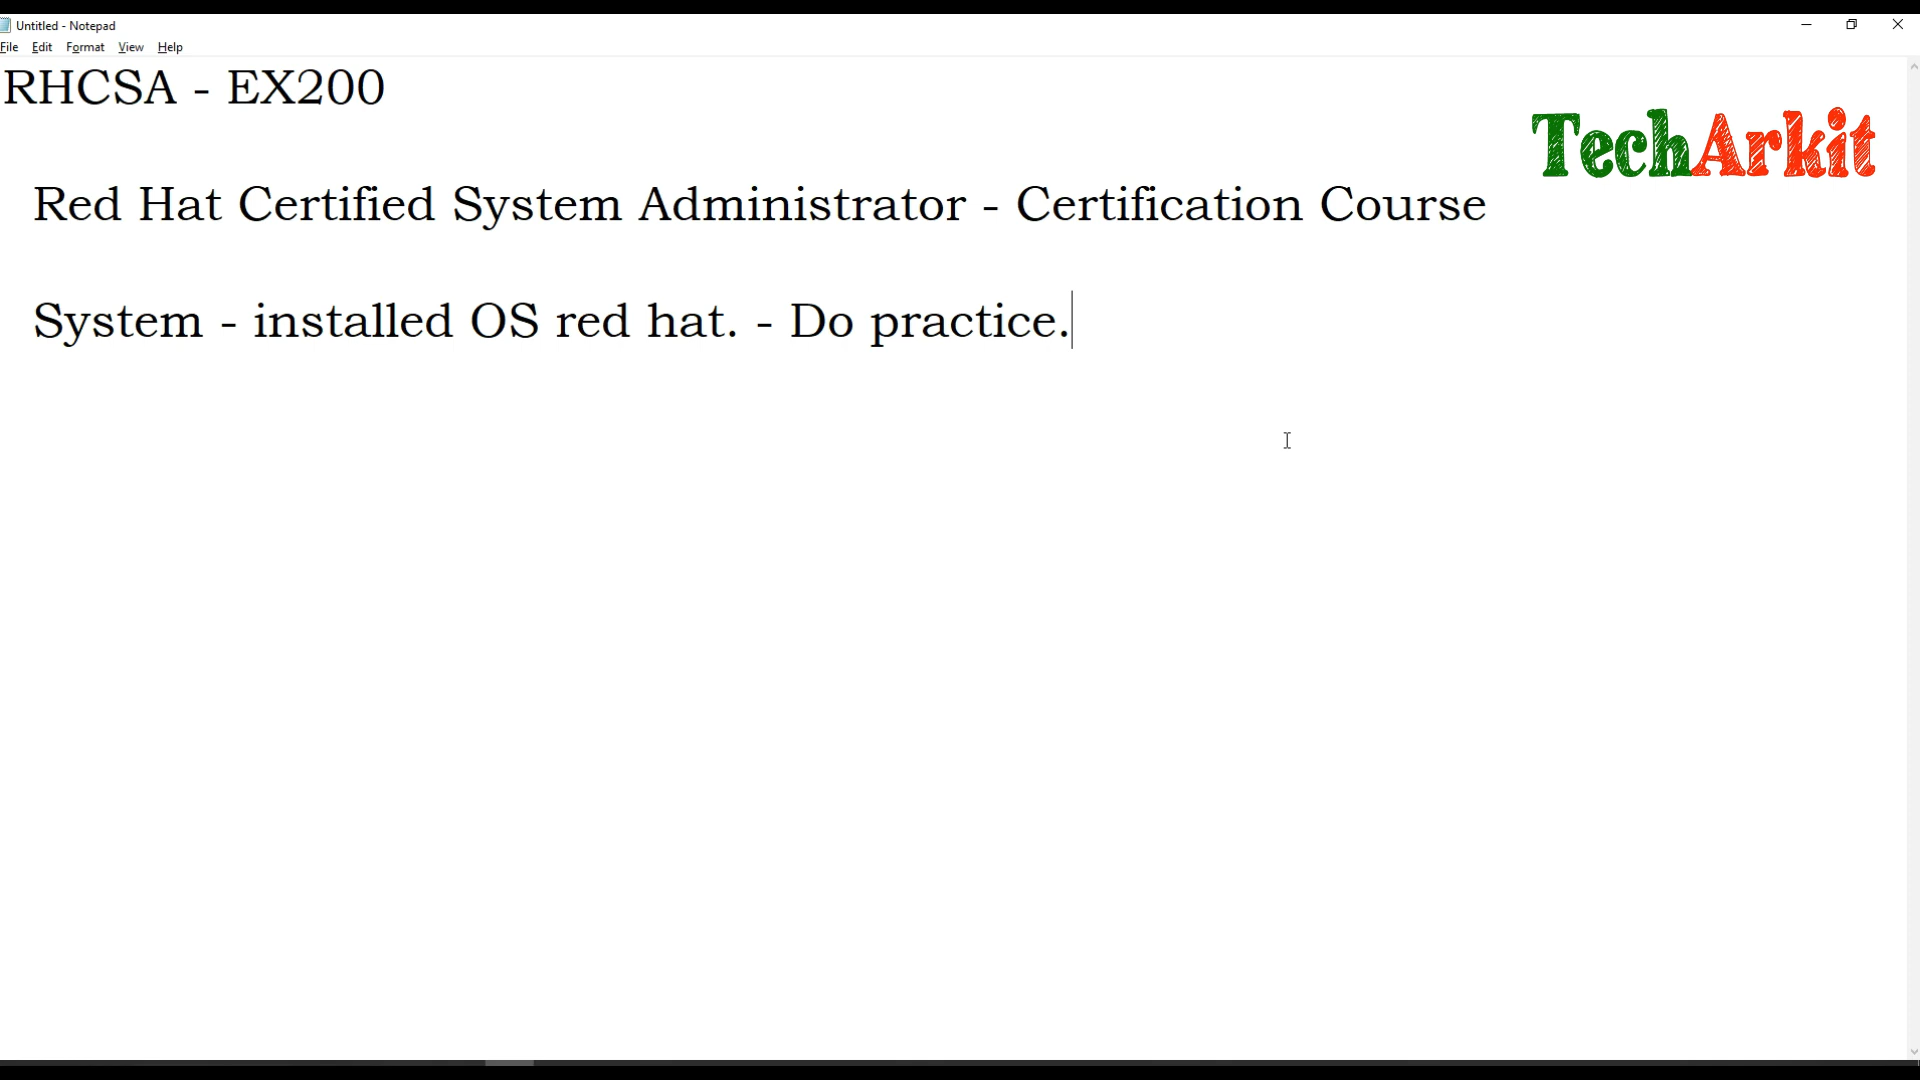 Untitled - Notepad
File Edit Format View Help
RHCSA - EX200
TechArkit
Red Hat Certified System Administrator - Certification Course
System - installed OS red hat. - Do practice.